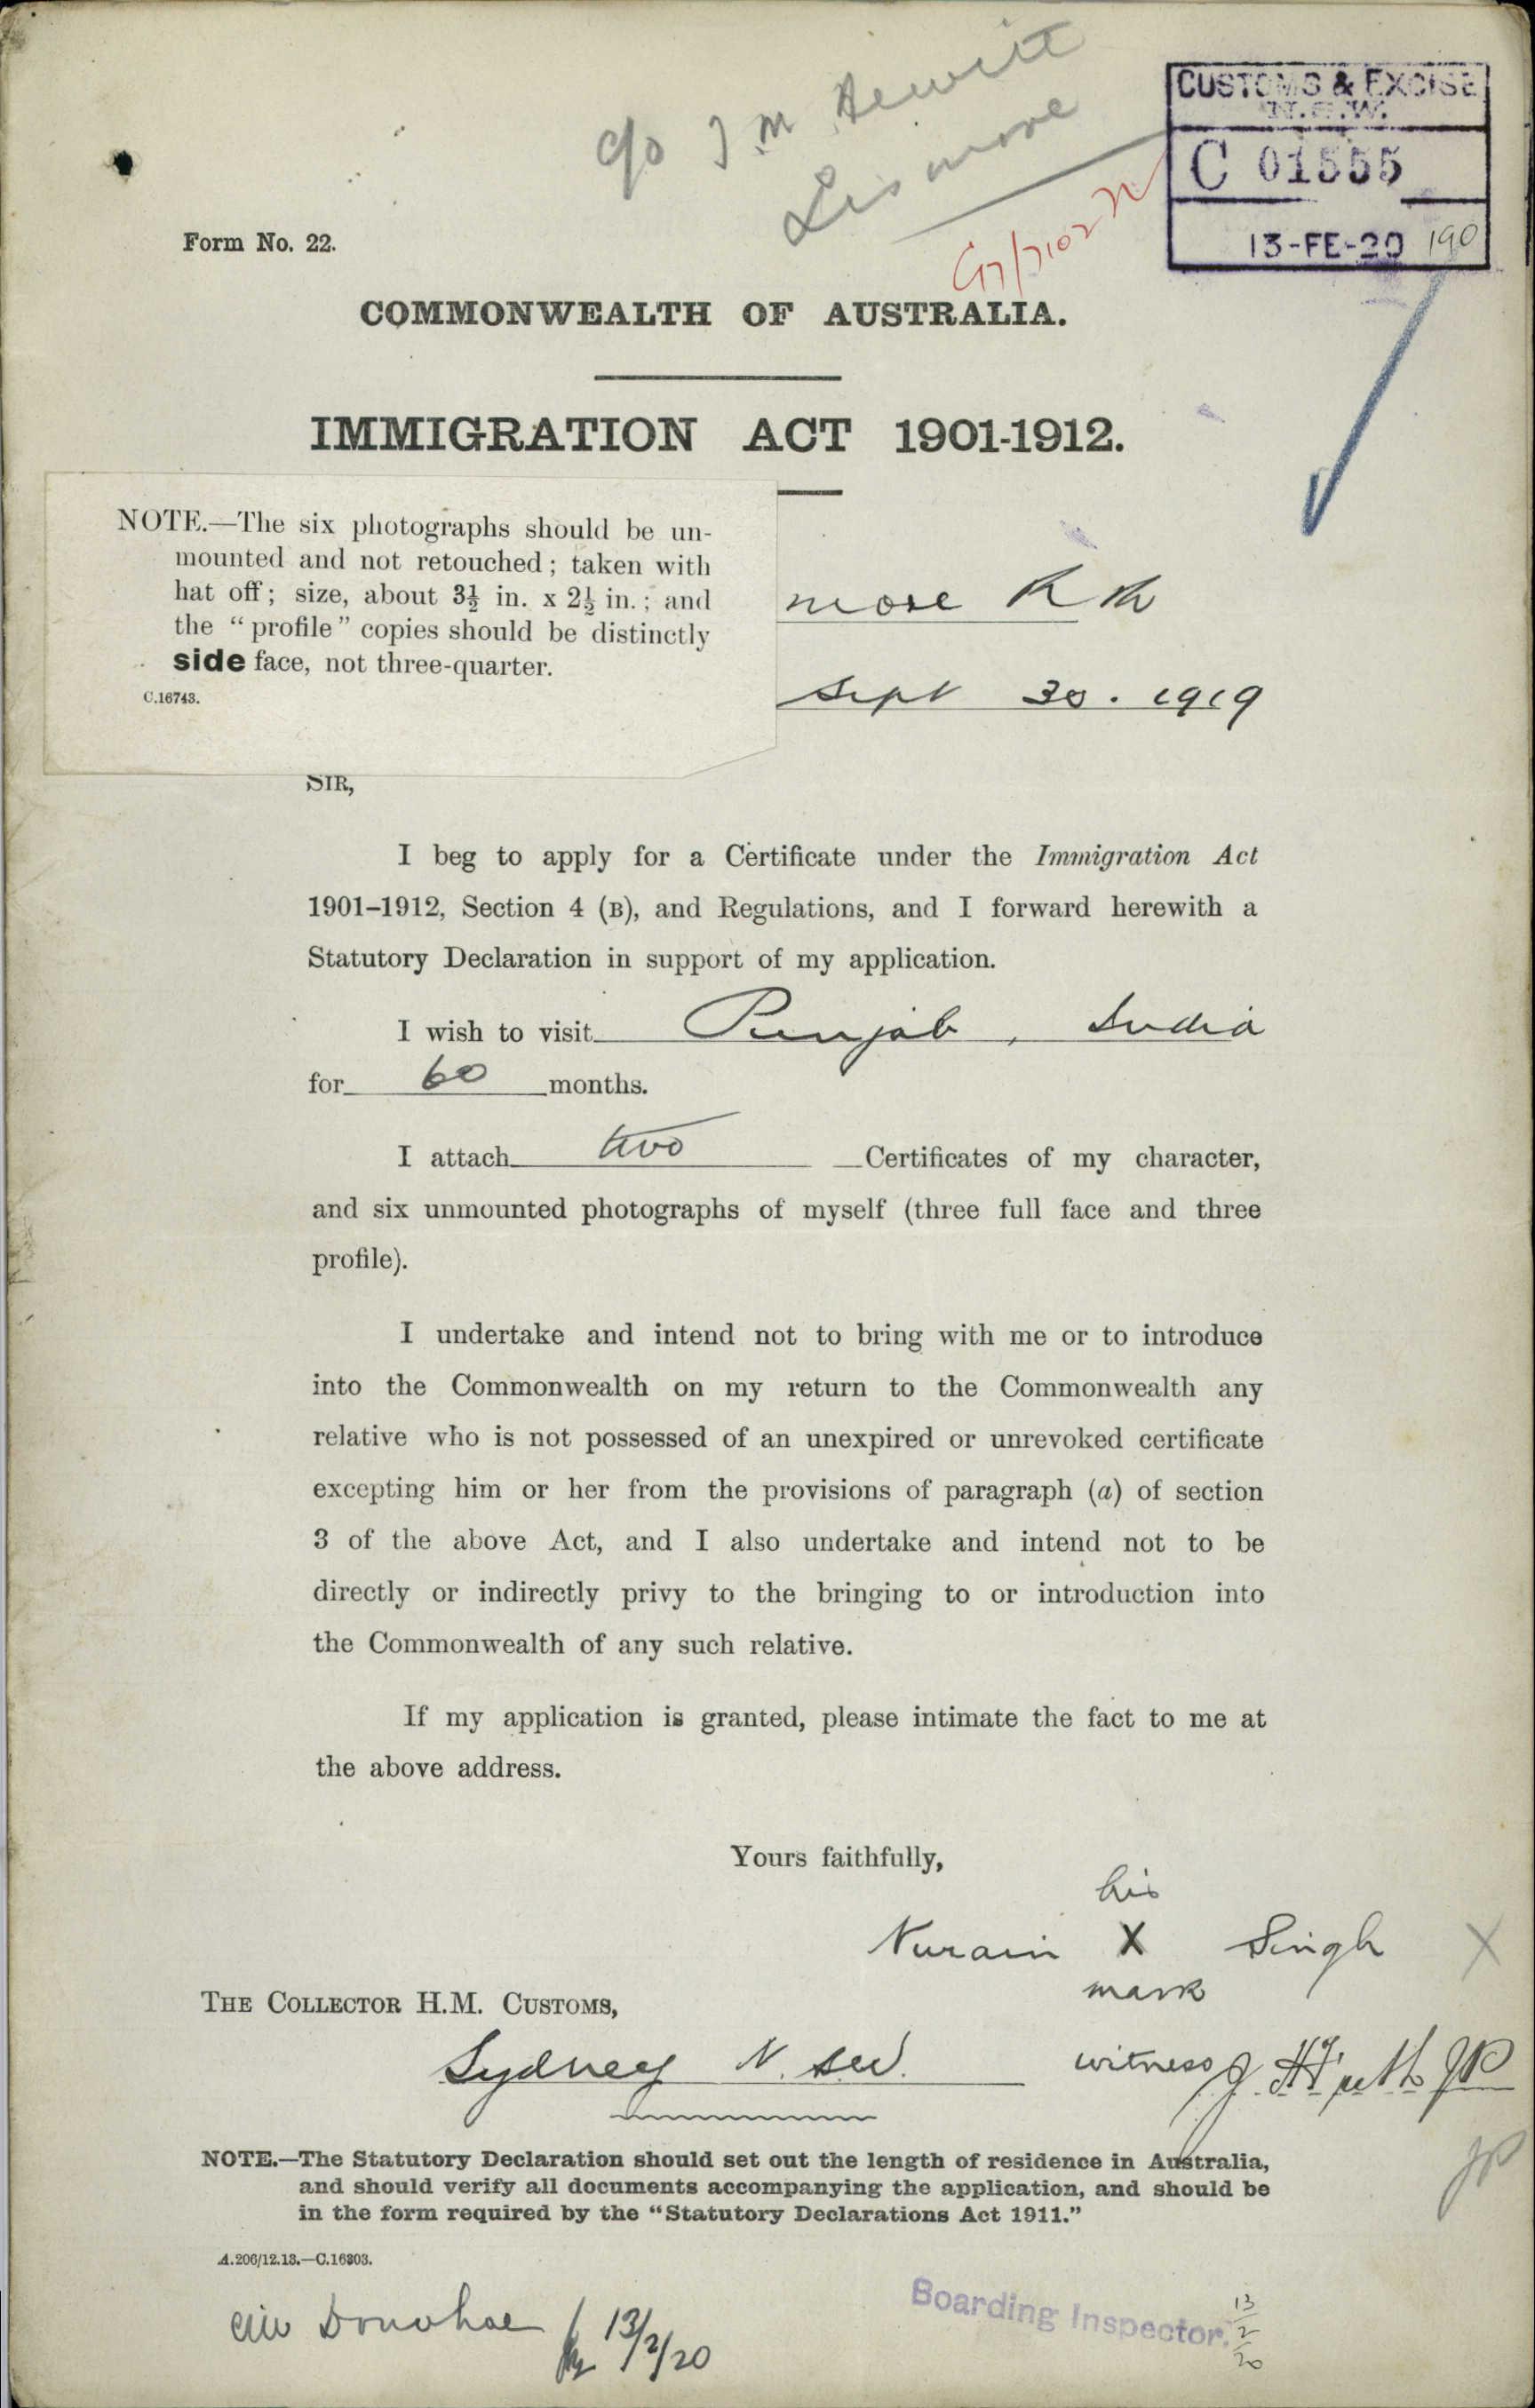 c/o J M Hewitt
Lismore
CUSTOMS & EXCISE
N.S.W.
C 01555
13-FE-20 190
Form No. 22.
COMMONWEALTH OF AUSTRALIA.
IMMIGRATION ACT 1901-1912.
NOTE.—The six photographs should be un-
mounted and not retouched; taken with
hat off; size, about 3½ in. x 2½ in.; and
the “profile” copies should be distinctly
side face, not three-quarter.
C.16743.
more
Sept 30. 1919
SIR,
I beg to apply for a Certificate under the Immigration Act
1901–1912, Section 4 (B), and Regulations, and I forward herewith a
Statutory Declaration in support of my application.
I wish to visit Punjab, India
for 60 months.
I attach two Certificates of my character,
and six unmounted photographs of myself (three full face and three
profile).
I undertake and intend not to bring with me or to introduce
into the Commonwealth on my return to the Commonwealth any
relative who is not possessed of an unexpired or unrevoked certificate
excepting him or her from the provisions of paragraph (a) of section
3 of the above Act, and I also undertake and intend not to be
directly or indirectly privy to the bringing to or introduction into
the Commonwealth of any such relative.
If my application is granted, please intimate the fact to me at
the above address.
Yours faithfully,
his
Nurain X Singh X
mark
THE COLLECTOR H.M. CUSTOMS,
Sydney N.SW.
witness JP
JP
NOTE.—The Statutory Declaration should set out the length of residence in Australia,
and should verify all documents accompanying the application, and should be
in the form required by the “Statutory Declarations Act 1911.”
A.206/12.13.—C.16303.
Donohoe 13/2/20
Boarding Inspector. 13/2/20